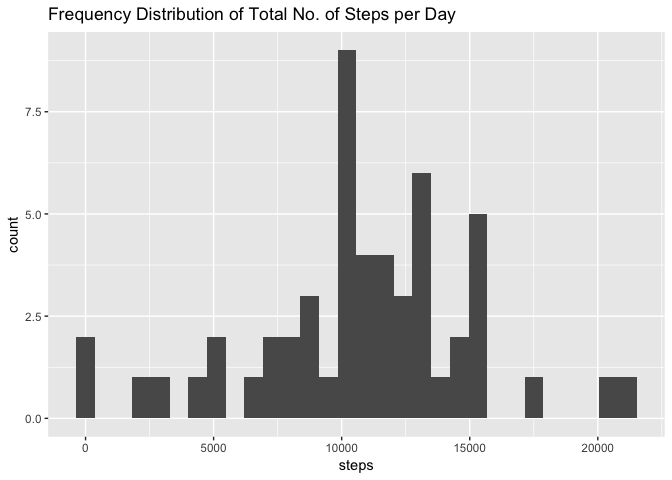 Frequency Distribution of Total No. of Steps per Day
7.5
5.0
2.5
0.0
count
0 5000 10000 15000 20000
steps